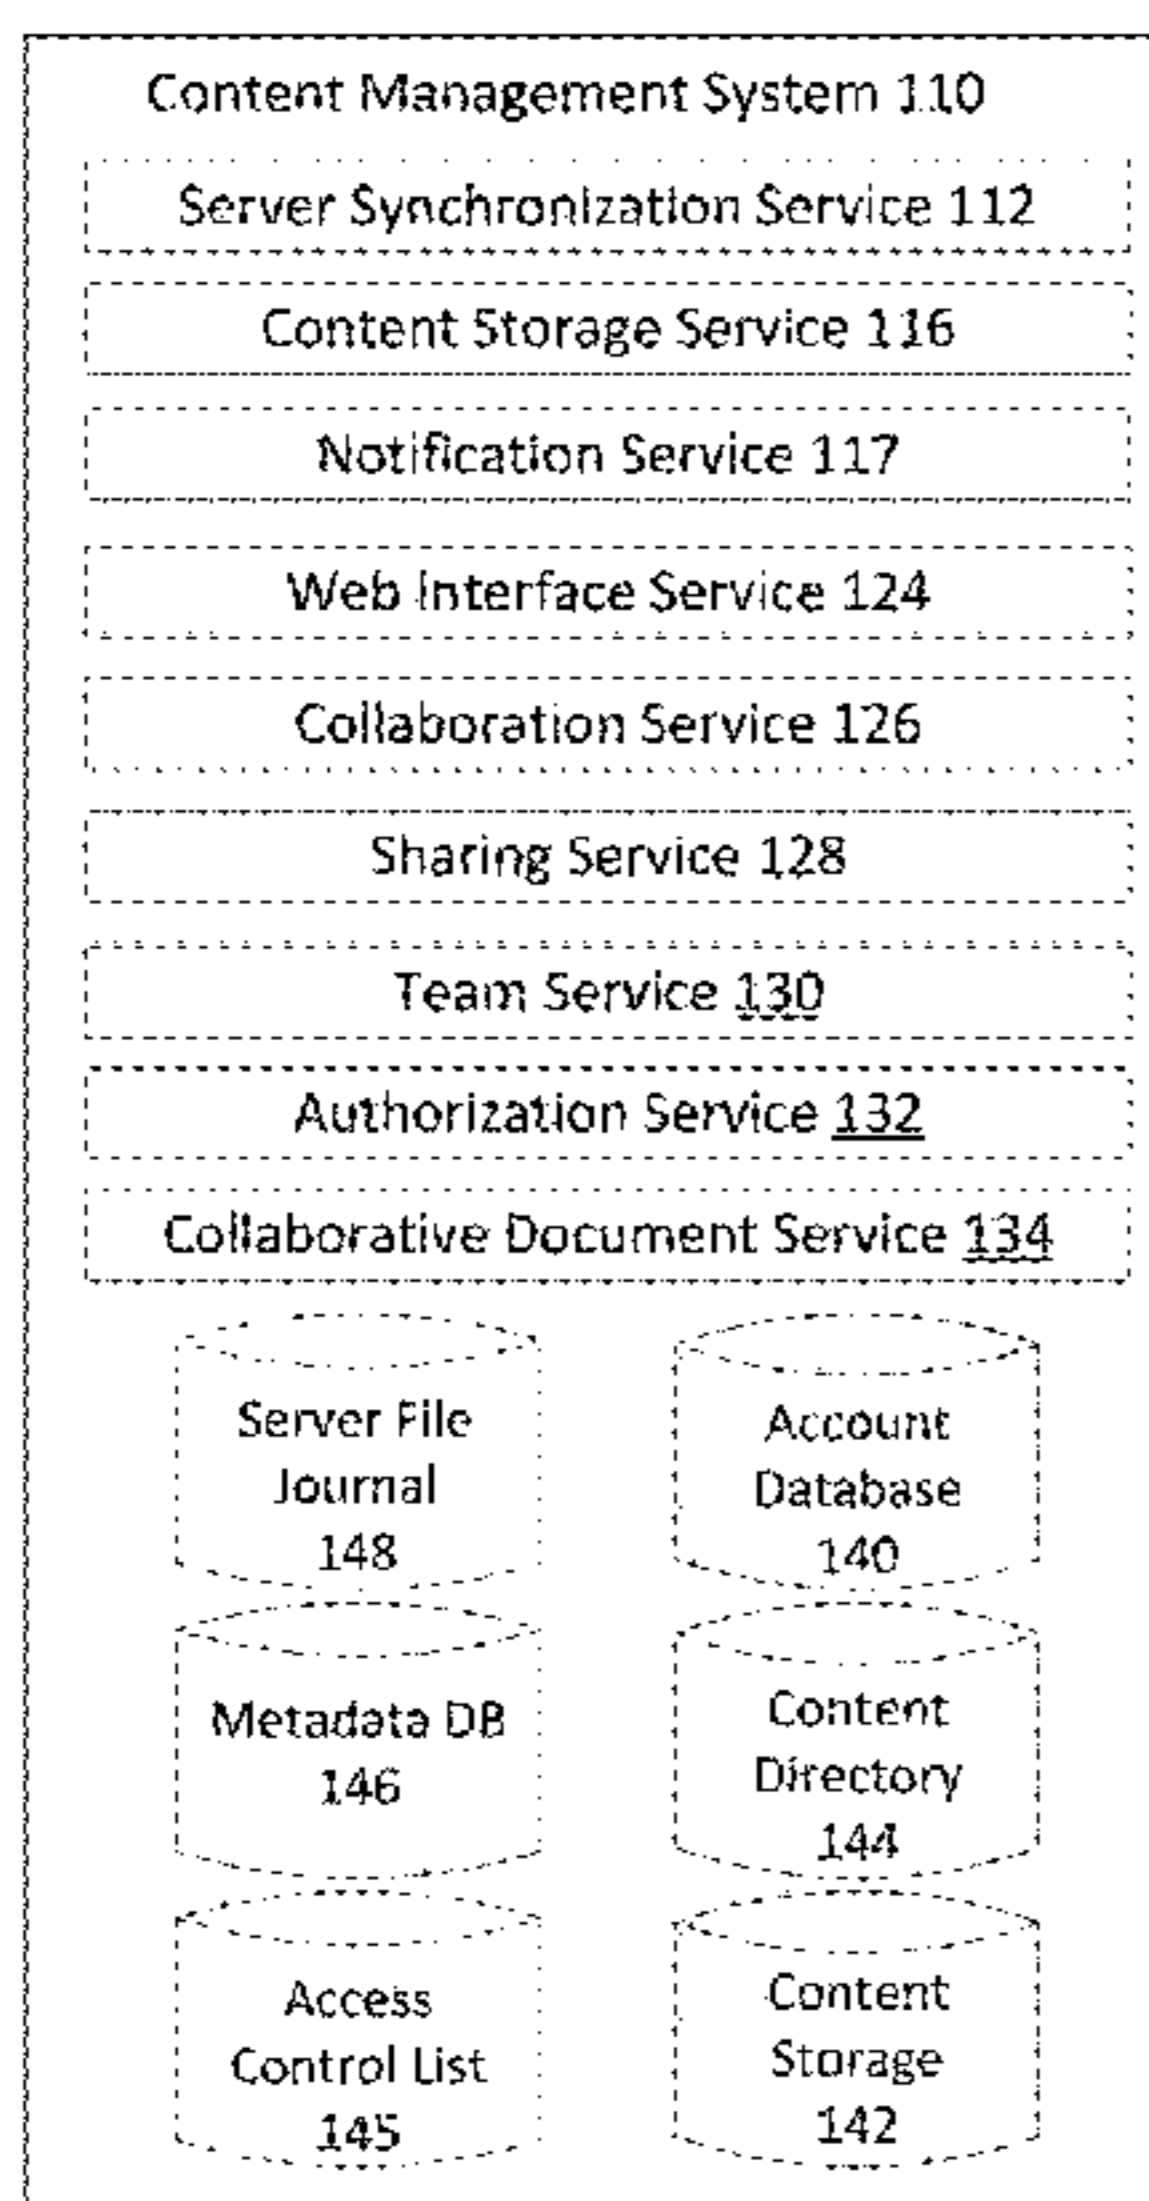 Content Management System 110
Server Synchronization Service 112
Content Storage Service 116
Notification Service 117
Web Interface Service 124
Collaboration Service 126
Sharing Service 128
Team Service 130
Authorization Service 132
Collaborative Document Service 134
Server File
Journal
148
Account
Database
140
Metadata DB
146
Content
Directory
144
Access
Control List
145
Content
Storage
142